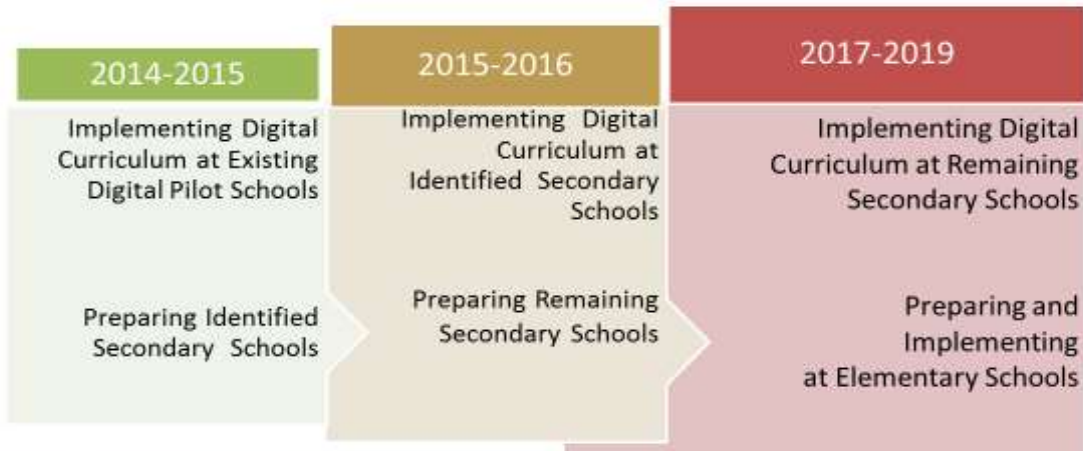 2014-2015
Implementing Digital
Curriculum at Existing
Digital Pilot Schools
Preparing Identified
Secondary Schools
2015-2016
Implementing Digital
Curriculum at
Identified Secondary
Schools
Preparing Remaining
Secondary Schools
2017-2019
Implementing Digital
Curriculum at Remaining
Secondary Schools
Preparing and
Implementing
at Elementary Schools